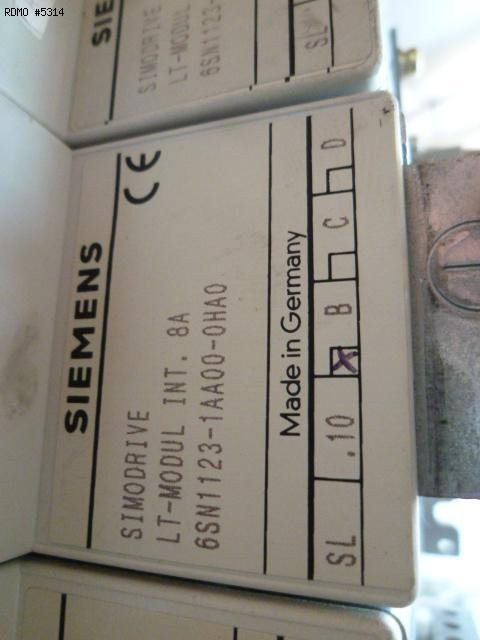 RDMO #5314
SIE
SIMODRIVE
LT-MODUL
6SN1123-
SL
SIEMENS
CE
SIMODRIVE
LT-MODUL INT. 8A
6SN1123-1AA00-0HA0
Made in Germany
SL .10 X B C D